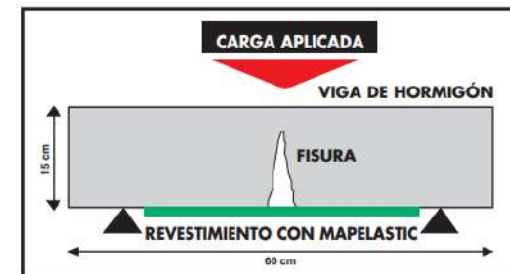 CARGA APLICADA
VIGA DE HORMIGÓN
15 cm
FISURA
REVESTIMIENTO CON MAPELASTIC
60 cm